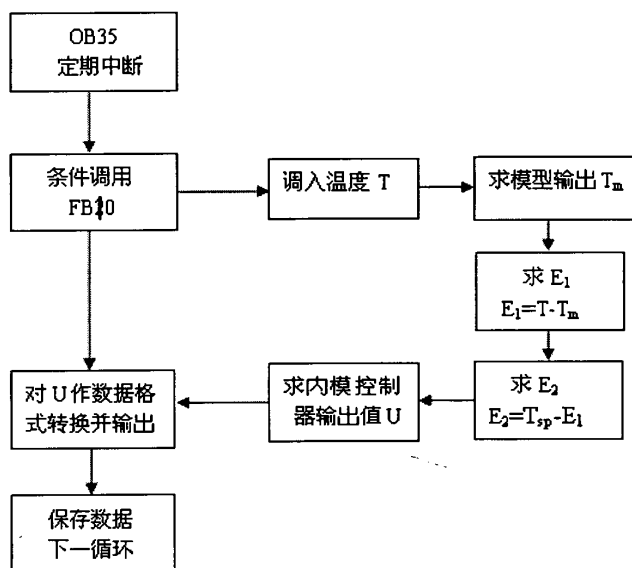 OB35
定期中断
条件调用
调入温度 T
求模型输出 Tm
求 E1
E1=T-Tm
求 E2
E2=Tsp-E1
求内模控制
器输出值 U
对 U 作数据格
式转换并输出
保存数据
下一循环